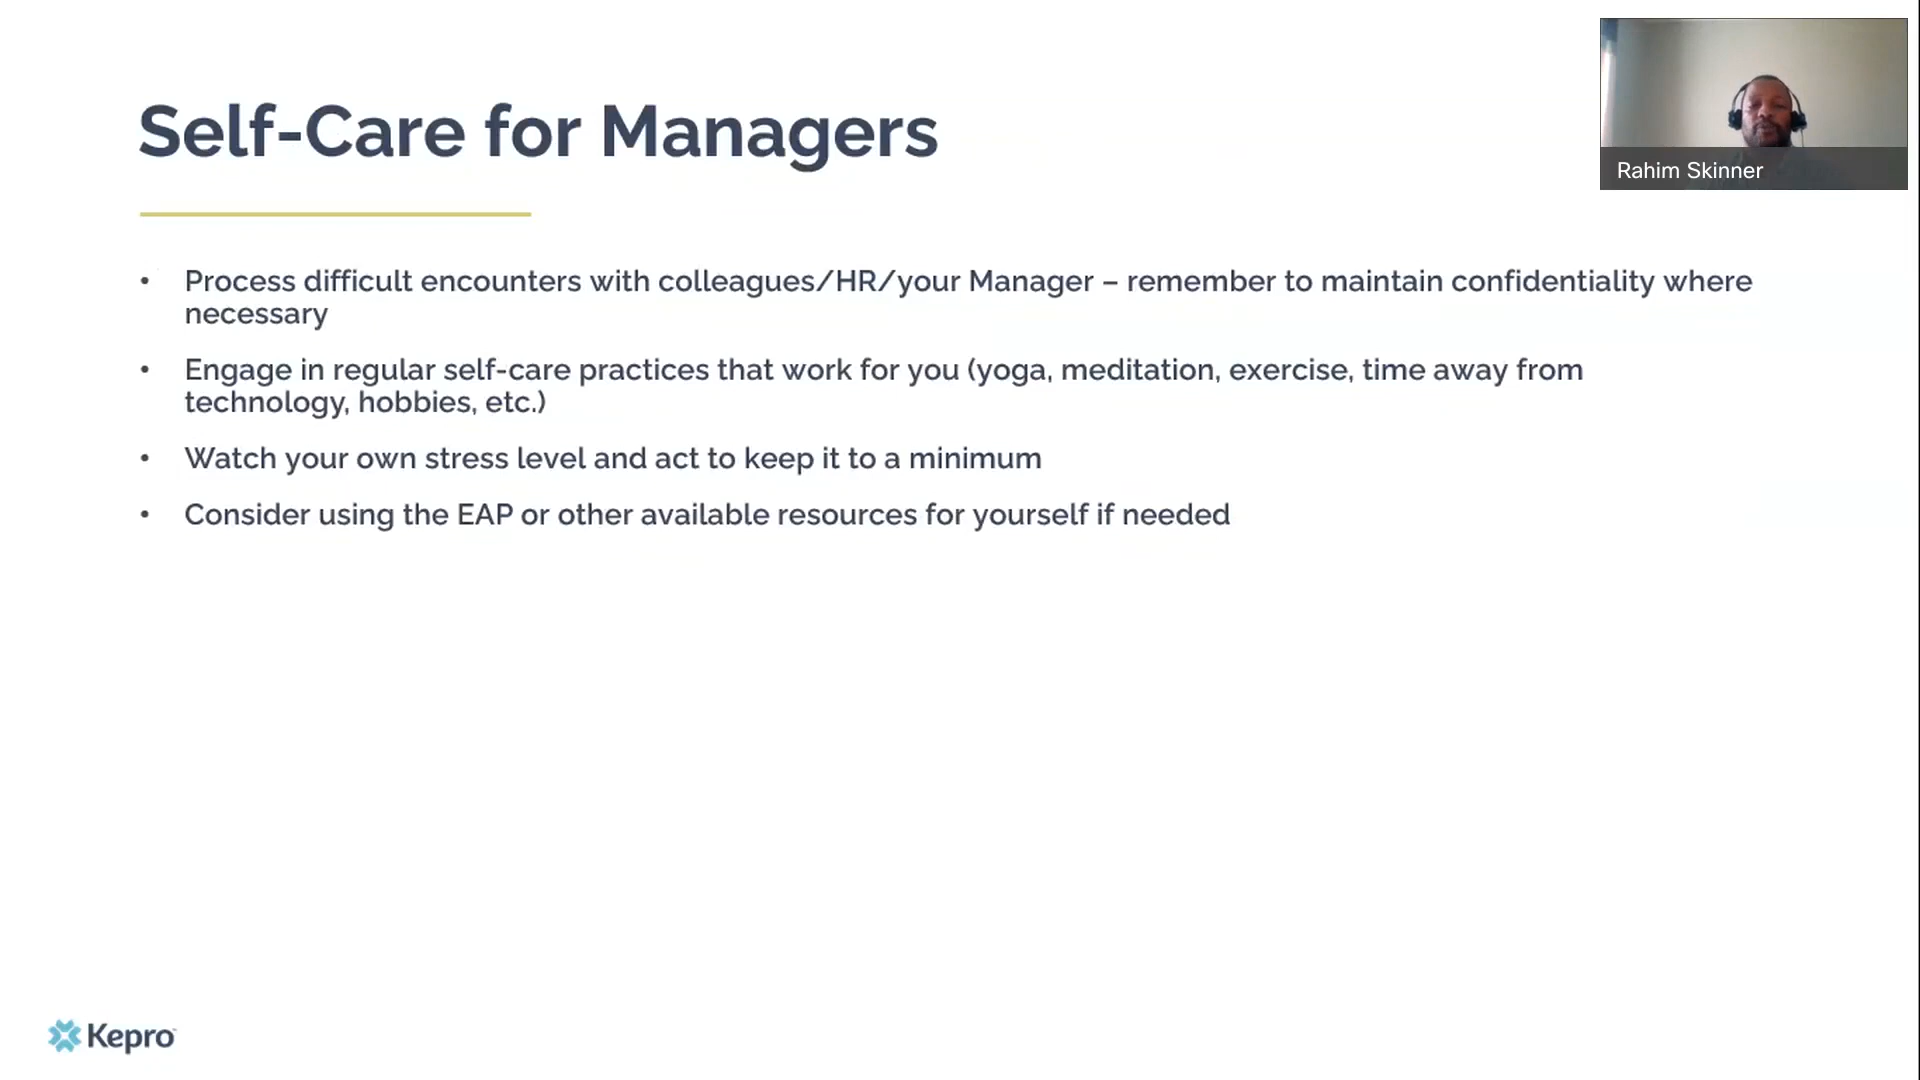 Self-Care for Managers
Rahim Skinner
• Process difficult encounters with colleagues/HR/your Manager – remember to maintain confidentiality where
necessary
• Engage in regular self-care practices that work for you (yoga, meditation, exercise, time away from
technology, hobbies, etc.)
• Watch your own stress level and act to keep it to a minimum
• Consider using the EAP or other available resources for yourself if needed
Kepro